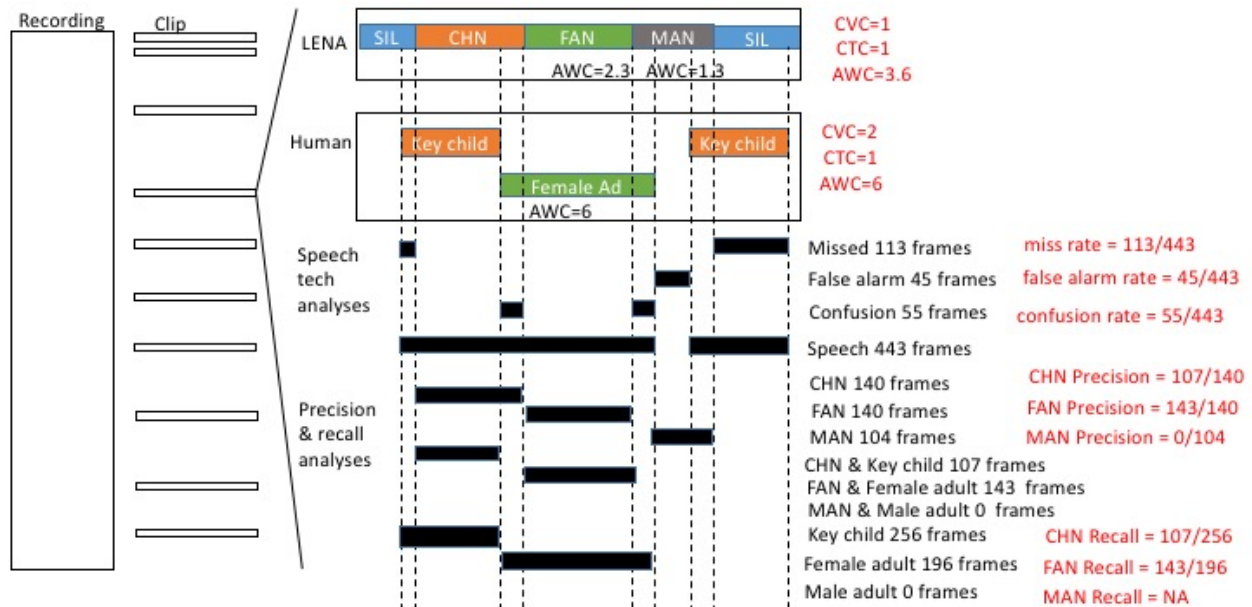 Recording
Clip
LENA
SIL
CHN
FAN
MAN
SIL
AWC=2.3
AWC=1.3
CVC=1
CTC=1
AWC=3.6
Human
Key child
Key child
Female Ad
AWC=6
CVC=2
CTC=1
AWC=6
Speech
tech
analyses
Missed 113 frames
miss rate = 113/443
False alarm 45 frames
false alarm rate = 45/443
Confusion 55 frames
confusion rate = 55/443
Speech 443 frames
Precision
& recall
analyses
CHN 140 frames
CHN Precision = 107/140
FAN 140 frames
FAN Precision = 143/140
MAN 104 frames
MAN Precision = 0/104
CHN & Key child 107 frames
FAN & Female adult 143 frames
MAN & Male adult 0 frames
Key child 256 frames
CHN Recall = 107/256
Female adult 196 frames
FAN Recall = 143/196
Male adult 0 frames
MAN Recall = NA